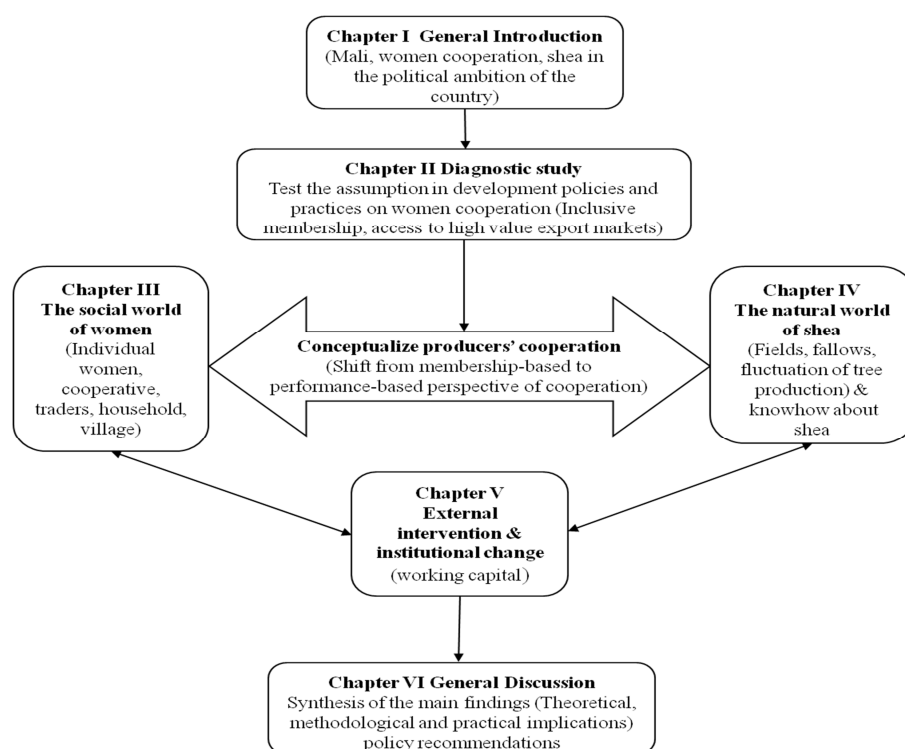 Chapter I General Introduction
(Mali, women cooperation, shea in
the political ambition of the
country)
Chapter II Diagnostic study
Test the assumption in development policies and
practices on women cooperation (Inclusive
membership, access to high value export markets)
Chapter III
The social world
of women
(Individual
women,
cooperative,
traders, household,
village)
Conceptualize producers’ cooperation
(Shift from membership-based to
performance-based perspective of cooperation)
Chapter IV
The natural world
of shea
(Fields, fallows,
fluctuation of tree
production) &
knowhow about
shea
Chapter V
External
intervention &
institutional change
(working capital)
Chapter VI General Discussion
Synthesis of the main findings (Theoretical,
methodological and practical implications)
policy recommendations